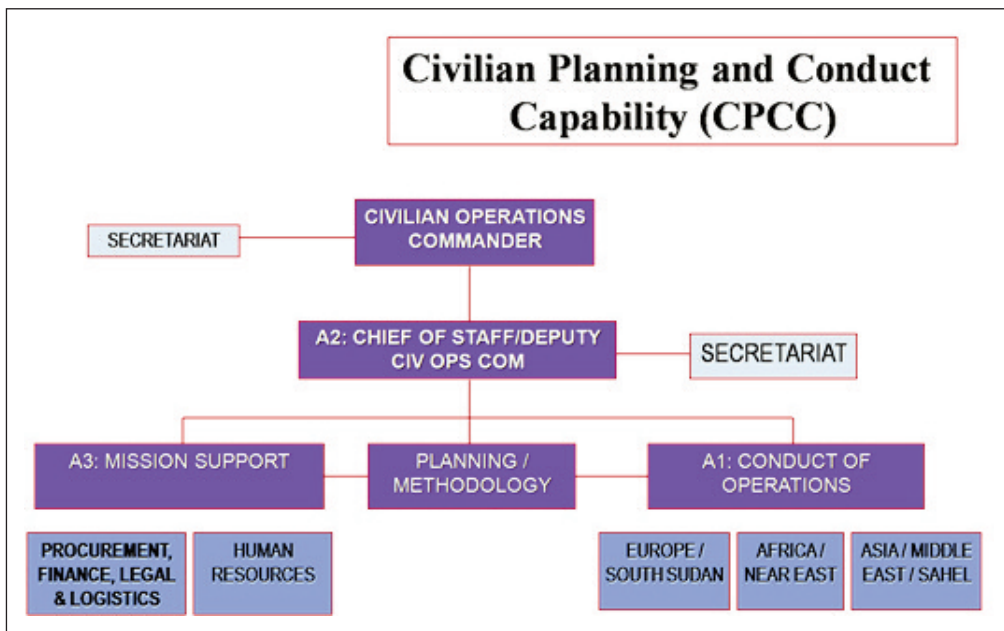 Civilian Planning and Conduct
Capability (CPCC)
CIVILIAN OPERATIONS
COMMANDER
SECRETARIAT
A2: CHIEF OF STAFF/DEPUTY
CIV OPS COM
SECRETARIAT
A3: MISSION SUPPORT
PLANNING /
METHODOLOGY
A1: CONDUCT OF
OPERATIONS
PROCUREMENT,
FINANCE, LEGAL
& LOGISTICS
HUMAN
RESOURCES
EUROPE /
SOUTH SUDAN
AFRICA /
NEAR EAST
ASIA / MIDDLE
EAST / SAHEL